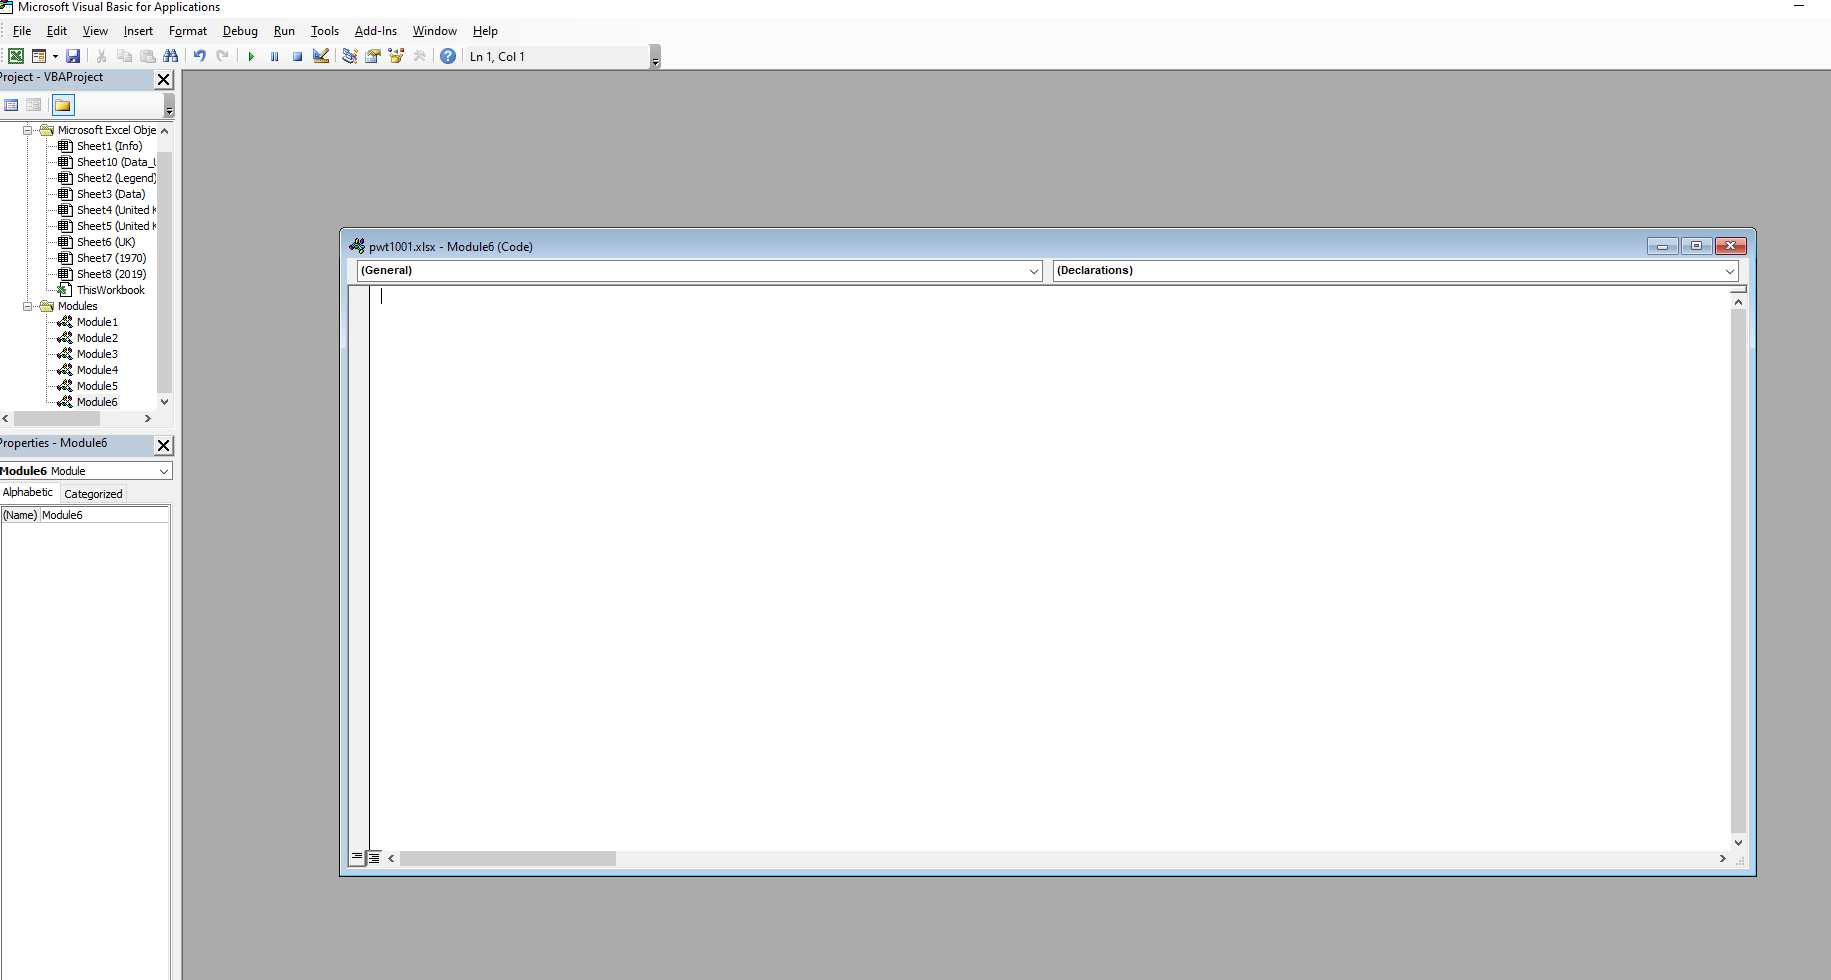 Microsoft Visual Basic for Applications
File Edit View Insert Format Debug Run Tools Add-Ins Window Help
Ln 1, Col 1
Project - VBAProject
Microsoft Excel Obje
Sheet1 (Info)
Sheet10 (Data_U
Sheet2 (Legend)
Sheet3 (Data)
Sheet4 (United K
Sheet5 (United K
Sheet6 (UK)
Sheet7 (1970)
Sheet8 (2019)
ThisWorkbook
Modules
Module1
Module2
Module3
Module4
Module5
Module6
Properties - Module6
Module6 Module
Alphabetic Categorized
(Name) Module6
pwt1001.xlsx - Module6 (Code)
(General) (Declarations)